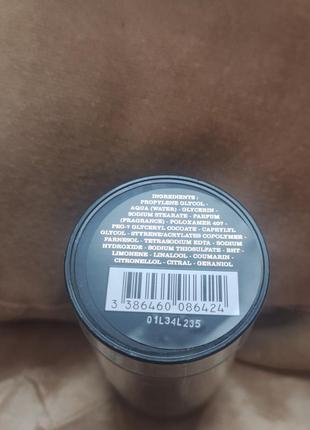 INGREDIENTS :
PROPYLENE GLYCOL -
AQUA (WATER) - GLYCERIN -
SODIUM STEARATE - PARFUM
(FRAGRANCE) - POLOXAMER 407 -
PEG-7 GLYCERYL COCOATE - CAPRYLYL
GLYCOL - STYRENE/ACRYLATES COPOLYMER -
FARNESOL - TETRASODIUM EDTA - SODIUM
HYDROXIDE - SODIUM THIOSULFATE - BHT -
LIMONENE - LINALOOL - COUMARIN -
CITRONELLOL - CITRAL - GERANIOL
3 386460 086424
01L34L235